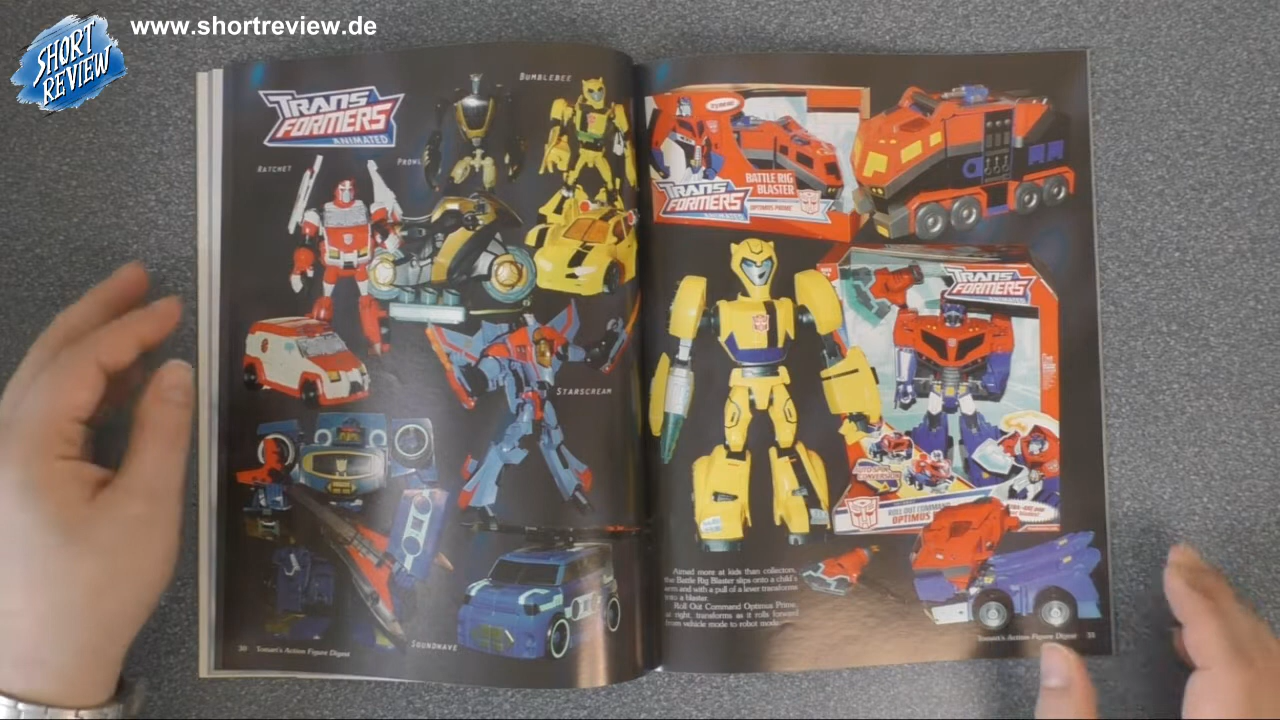 SHORT
REVIEW
www.shortreview.de
TRANS
FORMERS
ANIMATED
BUMBLEBEE
PROWL
RATCHET
STARSCREAM
SOUNDWAVE
30 Tomart's Action Figure Digest
BATTLE RIG
BLASTER
OPTIMUS PRIME
TRANS
FORMERS
ANIMATED
TRANS
FORMERS
ANIMATED
CONVERSION
ROLL OUT COMMAND
OPTIMUS
Aimed more at kids than collectors,
the Battle Rig Blaster slips onto a child's
arm and with a pull of a lever transforms
into a blaster.
Roll Out Command Optimus Prime,
at right, transforms as it rolls forward
from vehicle mode to robot mode.
Tomart's Action Figure Digest 31